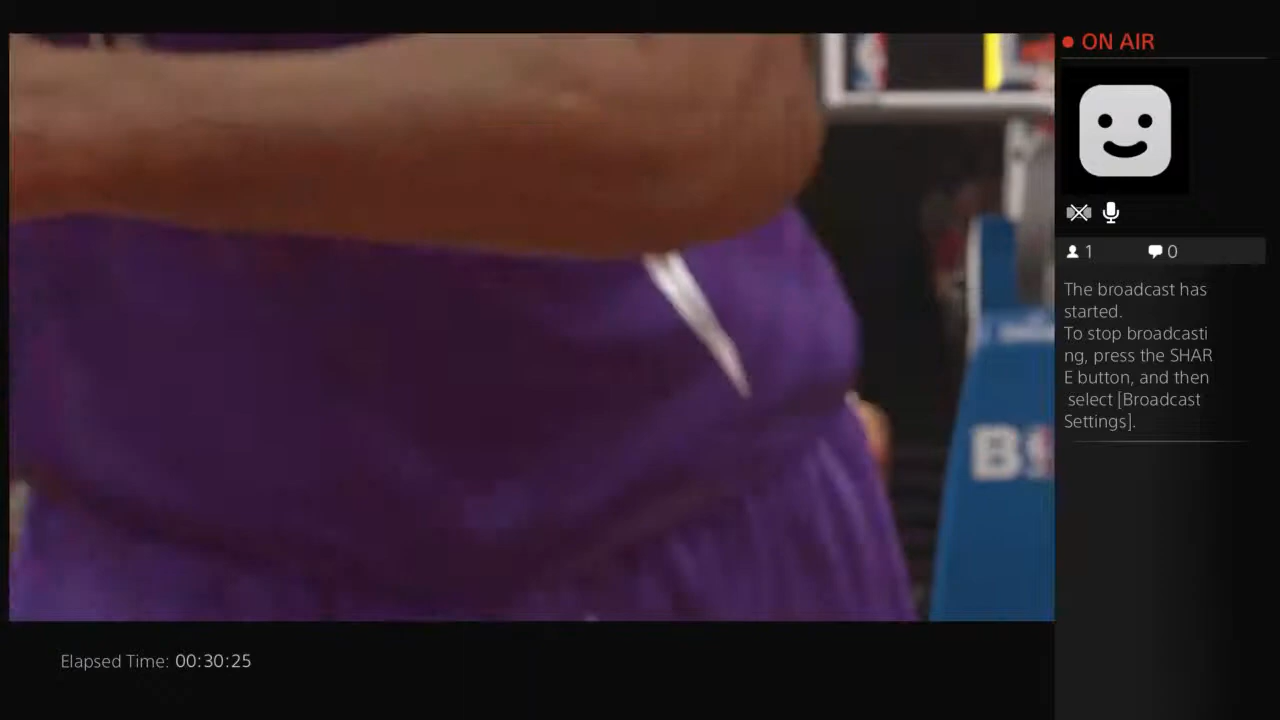 ON AIR
1 0
The broadcast has
started.
To stop broadcasti
ng, press the SHAR
E button, and then
select [Broadcast
Settings].
B
Elapsed Time: 00:30:25